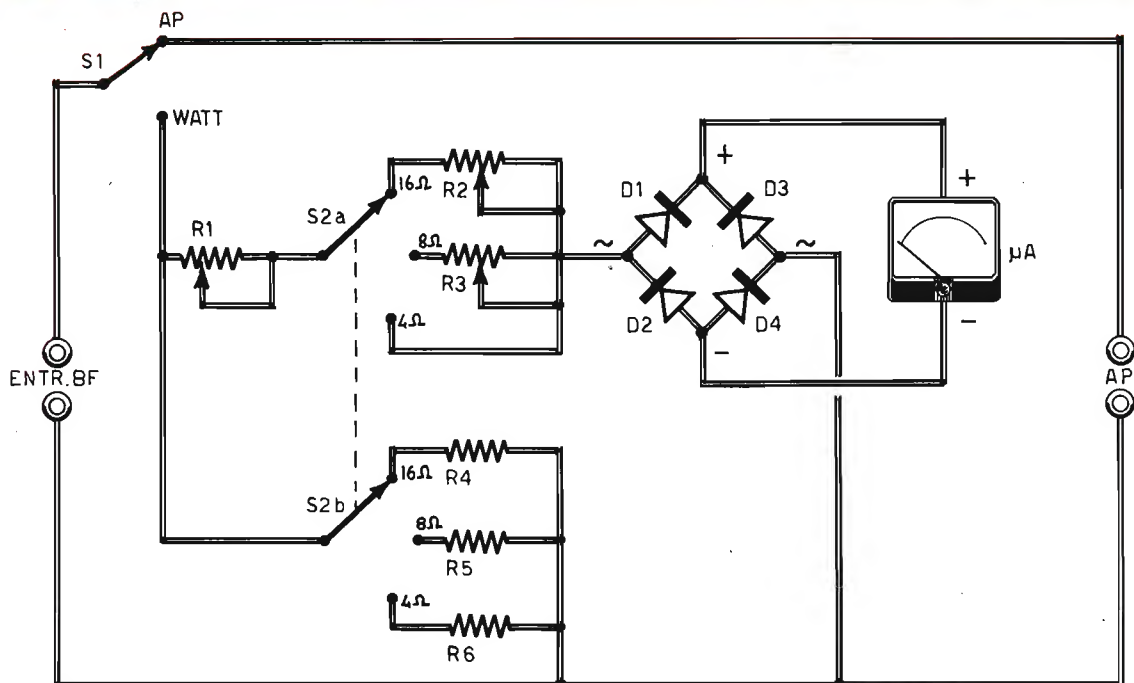 AP
S1
WATT
16Ω
R2
D1
+
D3
+
S2a
R1
8Ω
~
~
R3
μA
4Ω
D2
D4
-
-
ENTR.BF
AP
16Ω
R4
S2b
8Ω
R5
4Ω
R6